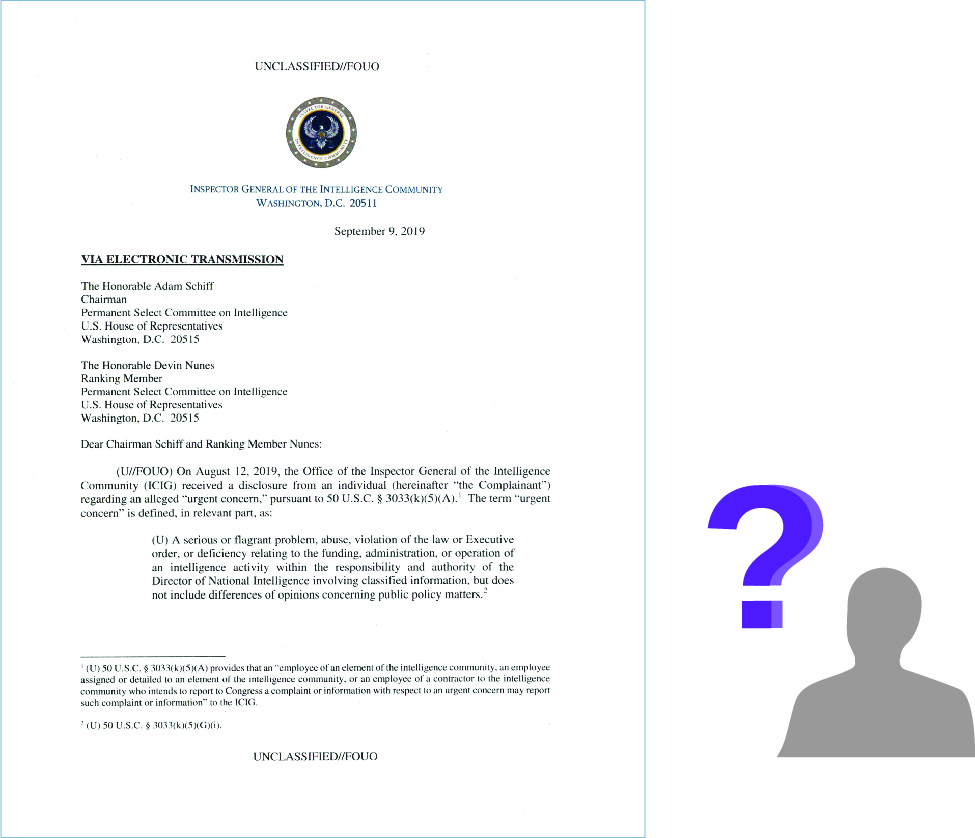 UNCLASSIFIED//FOUO
INSPECTOR GENERAL
INTELLIGENCE COMMUNITY
INSPECTOR GENERAL OF THE INTELLIGENCE COMMUNITY
WASHINGTON, D.C. 20511
September 9, 2019
VIA ELECTRONIC TRANSMISSION
The Honorable Adam Schiff
Chairman
Permanent Select Committee on Intelligence
U.S. House of Representatives
Washington, D.C. 20515
The Honorable Devin Nunes
Ranking Member
Permanent Select Committee on Intelligence
U.S. House of Representatives
Washington, D.C. 20515
Dear Chairman Schiff and Ranking Member Nunes:
(U//FOUO) On August 12, 2019, the Office of the Inspector General of the Intelligence
Community (ICIG) received a disclosure from an individual (hereinafter “the Complainant”)
regarding an alleged “urgent concern,” pursuant to 50 U.S.C. § 3033(k)(5)(A).¹ The term “urgent
concern” is defined, in relevant part, as:
(U) A serious or flagrant problem, abuse, violation of the law or Executive
order, or deficiency relating to the funding, administration, or operation of
an intelligence activity within the responsibility and authority of the
Director of National Intelligence involving classified information, but does
not include differences of opinions concerning public policy matters.²
¹ (U) 50 U.S.C. § 3033(k)(5)(A) provides that an “employee of an element of the intelligence community, an employee
assigned or detailed to an element of the intelligence community, or an employee of a contractor to the intelligence
community who intends to report to Congress a complaint or information with respect to an urgent concern may report
such complaint or information” to the ICIG.
² (U) 50 U.S.C. § 3033(k)(5)(G)(i).
UNCLASSIFIED//FOUO
?